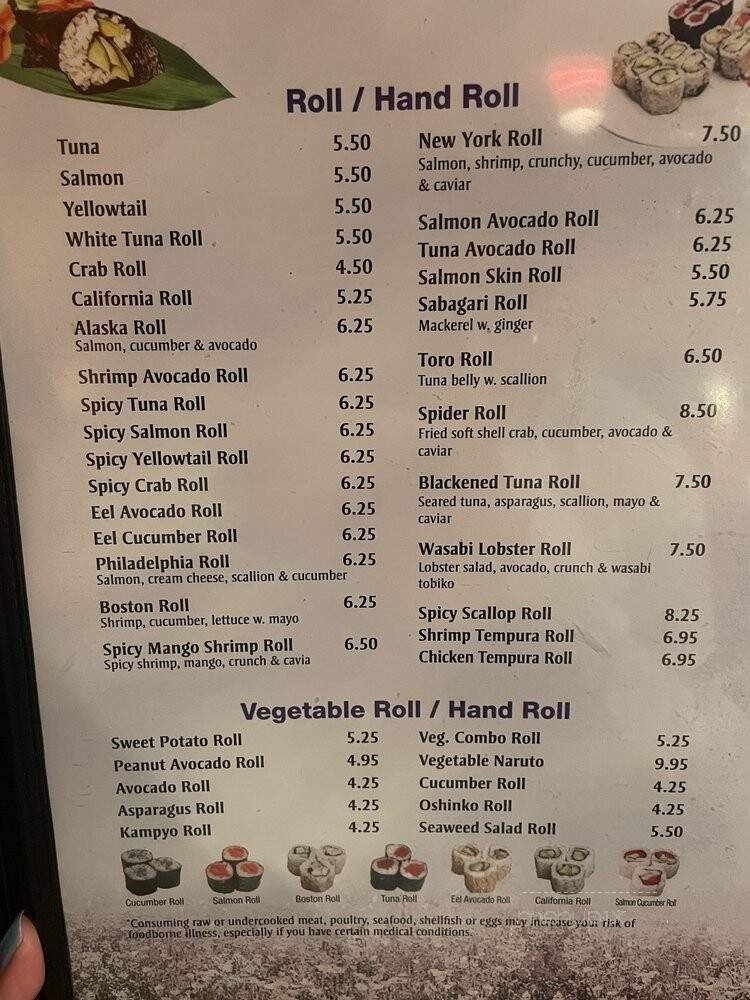 Roll / Hand Roll
Tuna 5.50
Salmon 5.50
Yellowtail 5.50
White Tuna Roll 5.50
Crab Roll 4.50
California Roll 5.25
Alaska Roll 6.25
Salmon, cucumber & avocado
Shrimp Avocado Roll 6.25
Spicy Tuna Roll 6.25
Spicy Salmon Roll 6.25
Spicy Yellowtail Roll 6.25
Spicy Crab Roll 6.25
Eel Avocado Roll 6.25
Eel Cucumber Roll 6.25
Philadelphia Roll 6.25
Salmon, cream cheese, scallion & cucumber
Boston Roll 6.25
Shrimp, cucumber, lettuce w. mayo
Spicy Mango Shrimp Roll 6.50
Spicy shrimp, mango, crunch & cavia
New York Roll 7.50
Salmon, shrimp, crunchy, cucumber, avocado
& caviar
Salmon Avocado Roll 6.25
Tuna Avocado Roll 6.25
Salmon Skin Roll 5.50
Sabagari Roll 5.75
Mackerel w. ginger
Toro Roll 6.50
Tuna belly w. scallion
Spider Roll 8.50
Fried soft shell crab, cucumber, avocado &
caviar
Blackened Tuna Roll 7.50
Seared tuna, asparagus, scallion, mayo &
caviar
Wasabi Lobster Roll 7.50
Lobster salad, avocado, crunch & wasabi
tobiko
Spicy Scallop Roll 8.25
Shrimp Tempura Roll 6.95
Chicken Tempura Roll 6.95
Vegetable Roll / Hand Roll
Sweet Potato Roll 5.25
Peanut Avocado Roll 4.95
Avocado Roll 4.25
Asparagus Roll 4.25
Kampyo Roll 4.25
Veg. Combo Roll 5.25
Vegetable Naruto 9.95
Cucumber Roll 4.25
Oshinko Roll 4.25
Seaweed Salad Roll 5.50
Cucumber Roll Salmon Roll Boston Roll Tuna Roll Eel Avocado Roll California Roll Salmon Cucumber Roll
*Consuming raw or undercooked meat, poultry, seafood, shellfish or eggs may increase your risk of
foodborne illness, especially if you have certain medical conditions.